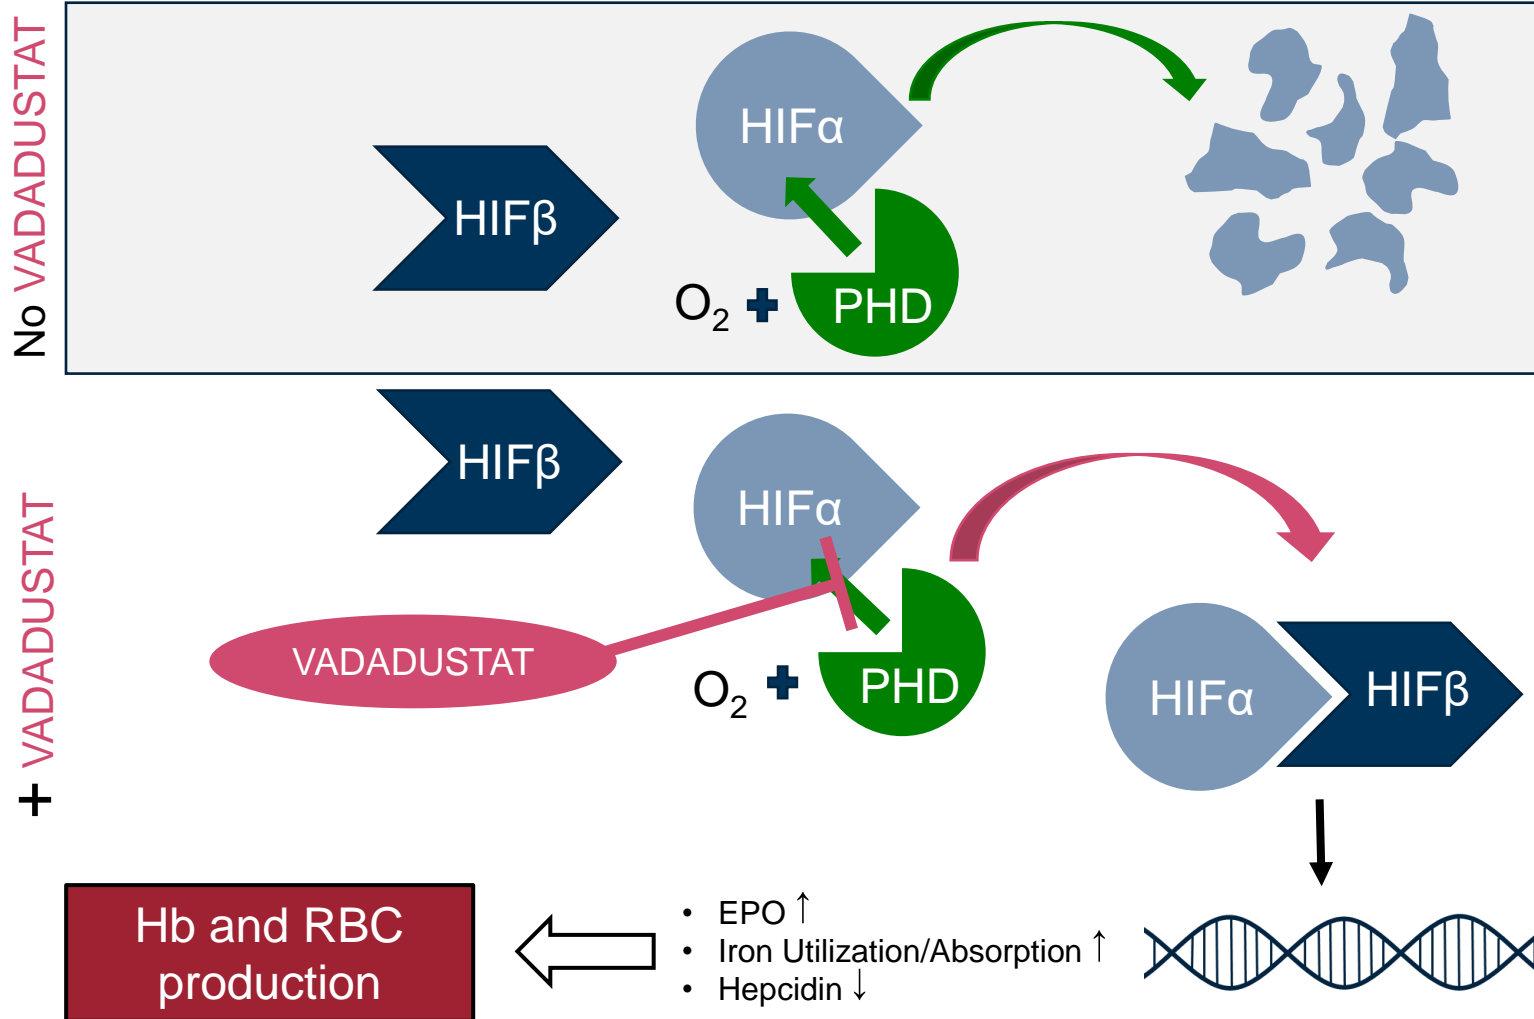 No VADADUSTAT
HIFβ
HIFα
O₂ + PHD
+ VADADUSTAT
HIFβ
HIFα
VADADUSTAT
O₂ + PHD
HIFα HIFβ
Hb and RBC
production
• EPO ↑
• Iron Utilization/Absorption ↑
• Hepcidin ↓